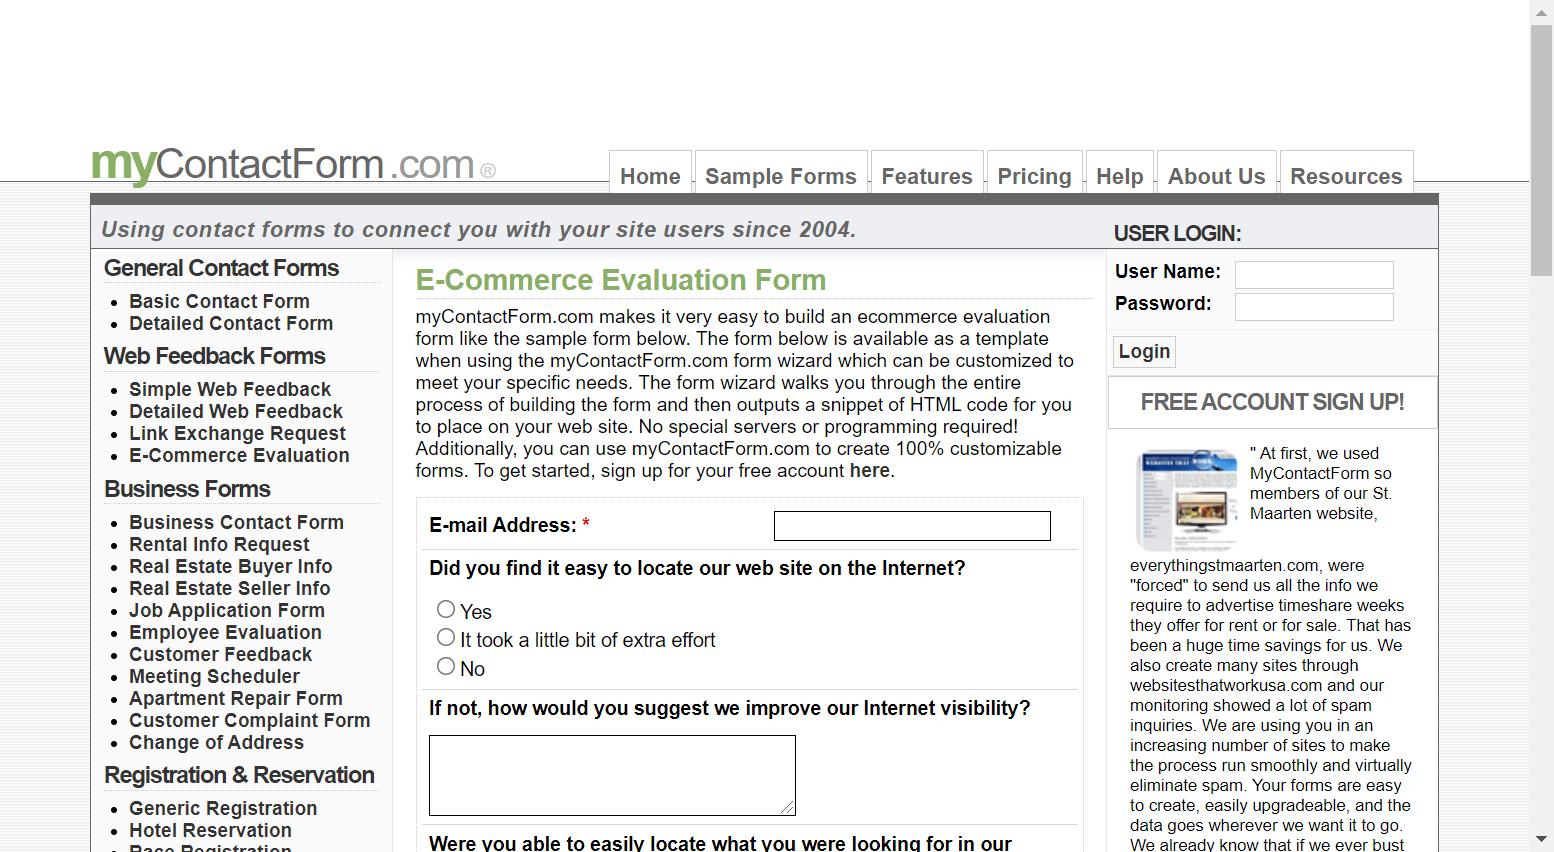 myContactForm.com®
Home
Sample Forms
Features
Pricing
Help
About Us
Resources
Using contact forms to connect you with your site users since 2004.
USER LOGIN:
General Contact Forms
Basic Contact Form
Detailed Contact Form
Web Feedback Forms
Simple Web Feedback
Detailed Web Feedback
Link Exchange Request
E-Commerce Evaluation
Business Forms
Business Contact Form
Rental Info Request
Real Estate Buyer Info
Real Estate Seller Info
Job Application Form
Employee Evaluation
Customer Feedback
Meeting Scheduler
Apartment Repair Form
Customer Complaint Form
Change of Address
Registration & Reservation
Generic Registration
Hotel Reservation
Race Registration
E-Commerce Evaluation Form
myContactForm.com makes it very easy to build an ecommerce evaluation
form like the sample form below. The form below is available as a template
when using the myContactForm.com form wizard which can be customized to
meet your specific needs. The form wizard walks you through the entire
process of building the form and then outputs a snippet of HTML code for you
to place on your web site. No special servers or programming required!
Additionally, you can use myContactForm.com to create 100% customizable
forms. To get started, sign up for your free account here.
E-mail Address: *
Did you find it easy to locate our web site on the Internet?
Yes
It took a little bit of extra effort
No
If not, how would you suggest we improve our Internet visibility?
Were you able to easily locate what you were looking for in our
User Name:
Password:
Login
FREE ACCOUNT SIGN UP!
" At first, we used
MyContactForm so
members of our St.
Maarten website,
everythingstmaarten.com, were
"forced" to send us all the info we
require to advertise timeshare weeks
they offer for rent or for sale. That has
been a huge time savings for us. We
also create many sites through
websitesthatworkusa.com and our
monitoring showed a lot of spam
inquiries. We are using you in an
increasing number of sites to make
the process run smoothly and virtually
eliminate spam. Your forms are easy
to create, easily upgradeable, and the
data goes wherever we want it to go.
We already know that if we ever bust